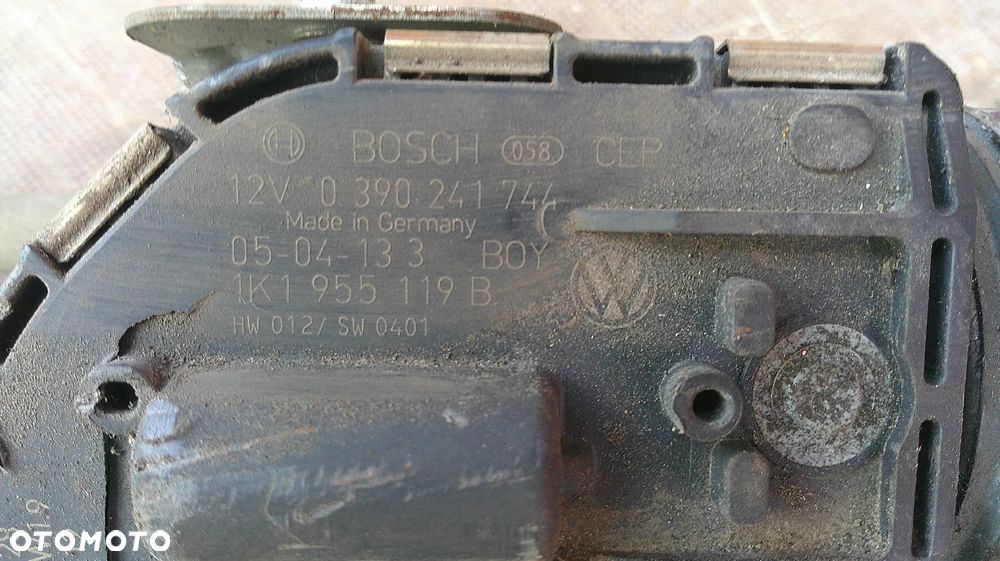 BOSCH 058 CEP
12V 0 390 241 744
Made in Germany
05-04-13 3 BOY
1K1 955 119 B
HW 012/ SW 0401
OTOMOTO